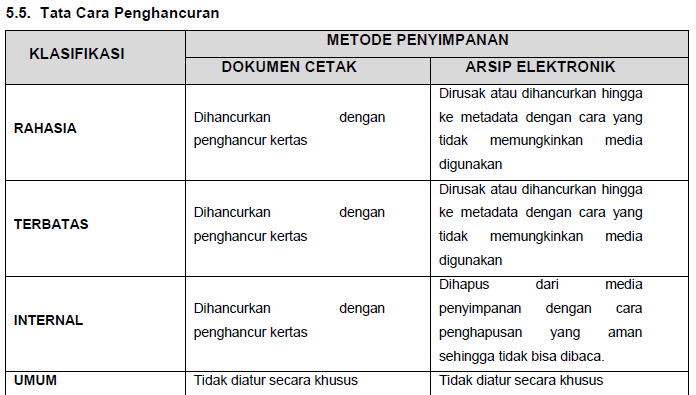 5.5. Tata Cara Penghancuran
KLASIFIKASI
METODE PENYIMPANAN
DOKUMEN CETAK
ARSIP ELEKTRONIK
RAHASIA
Dihancurkan dengan
penghancur kertas
Dirusak atau dihancurkan hingga
ke metadata dengan cara yang
tidak memungkinkan media
digunakan
TERBATAS
Dihancurkan dengan
penghancur kertas
Dirusak atau dihancurkan hingga
ke metadata dengan cara yang
tidak memungkinkan media
digunakan
INTERNAL
Dihancurkan dengan
penghancur kertas
Dihapus dari media
penyimpanan dengan cara
penghapusan yang aman
sehingga tidak bisa dibaca.
UMUM
Tidak diatur secara khusus
Tidak diatur secara khusus